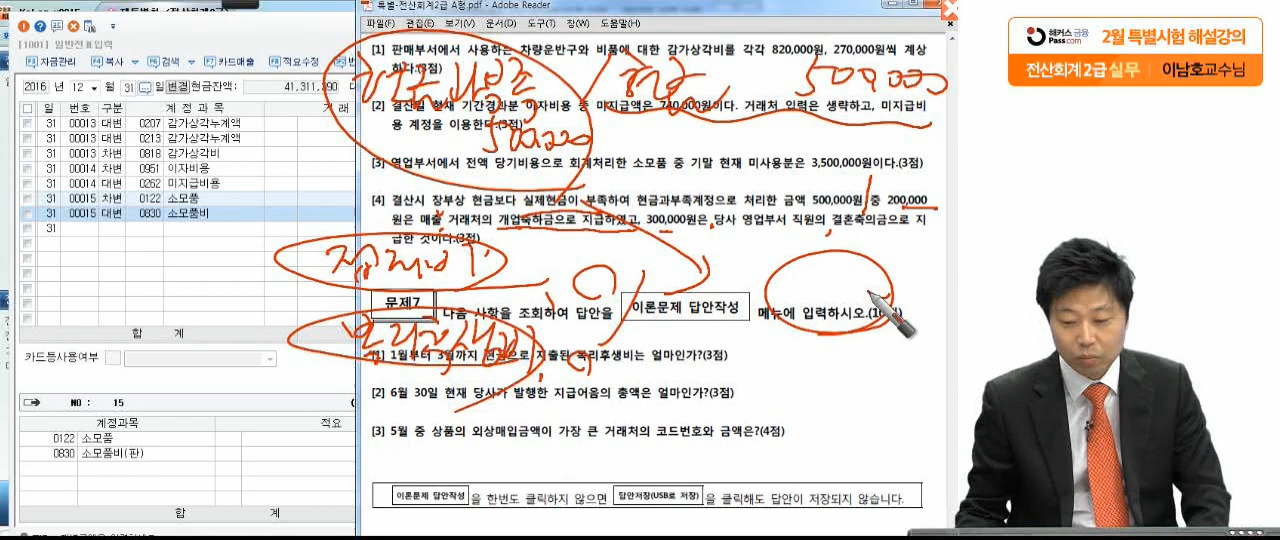 특별-전산회계2급 A형.pdf - Adobe Reader
파일(F) 편집(E) 보기(V) 문서(D) 도구(T) 창(W) 도움말(H)
해커스 금융
Pass.com
2월 특별시험 해설강의
전산회계 2급 실무 이남호교수님
[1001] 일반전표입력
F3 자금관리 F4 복사 F6 검색 F7 카드매출 F8 적요수정
2016 년 12 월 31 일 변경 현금잔액: 41,311,390
일 번호 구분 계 정 과 목 거 래
31 00013 대변 0207 감가상각누계액
31 00013 대변 0213 감가상각누계액
31 00013 차변 0818 감가상각비
31 00014 차변 0951 이자비용
31 00014 대변 0262 미지급비용
31 00015 차변 0122 소모품
31 00015 대변 0830 소모품비
31
합 계
카드등사용여부
NO : 15
계정과목 적요
0122 소모품
0830 소모품비(판)
합 계
[1] 판매부서에서 사용하는 차량운반구와 비품에 대한 감가상각비를 각각 820,000원, 270,000원씩 계상
하다.(3점)
현금과부족 500,000
현금 500,000
[2] 결산일 현재 기간경과분 이자비용 중 미지급액은 740,000원이다. 거래처 입력은 생략하고, 미지급비
용 계정을 이용한다.(3점)
[3] 영업부서에서 전액 당기비용으로 회계처리한 소모품 중 기말 현재 미사용분은 3,500,000원이다.(3점)
[4] 결산시 장부상 현금보다 실제현금이 부족하여 현금과부족계정으로 처리한 금액 500,000원 중 200,000
원은 매출 거래처의 개업축하금으로 지급하였고, 300,000원은 당사 영업부서 직원의 결혼축의금으로 지
급한 것이다.(3점)
접대비
문제7 다음 사항을 조회하여 답안을 이론문제 답안작성 메뉴에 입력하시오.(10점)
복리후생비
[1] 1월부터 3월까지 현금으로 지출된 복리후생비는 얼마인가?(3점)
[2] 6월 30일 현재 당사가 발행한 지급어음의 총액은 얼마인가?(3점)
[3] 5월 중 상품의 외상매입금액이 가장 큰 거래처의 코드번호와 금액은?(4점)
이론문제 답안작성 을 한번도 클릭하지 않으면 답안저장(USB로 저장) 을 클릭해도 답안이 저장되지 않습니다.